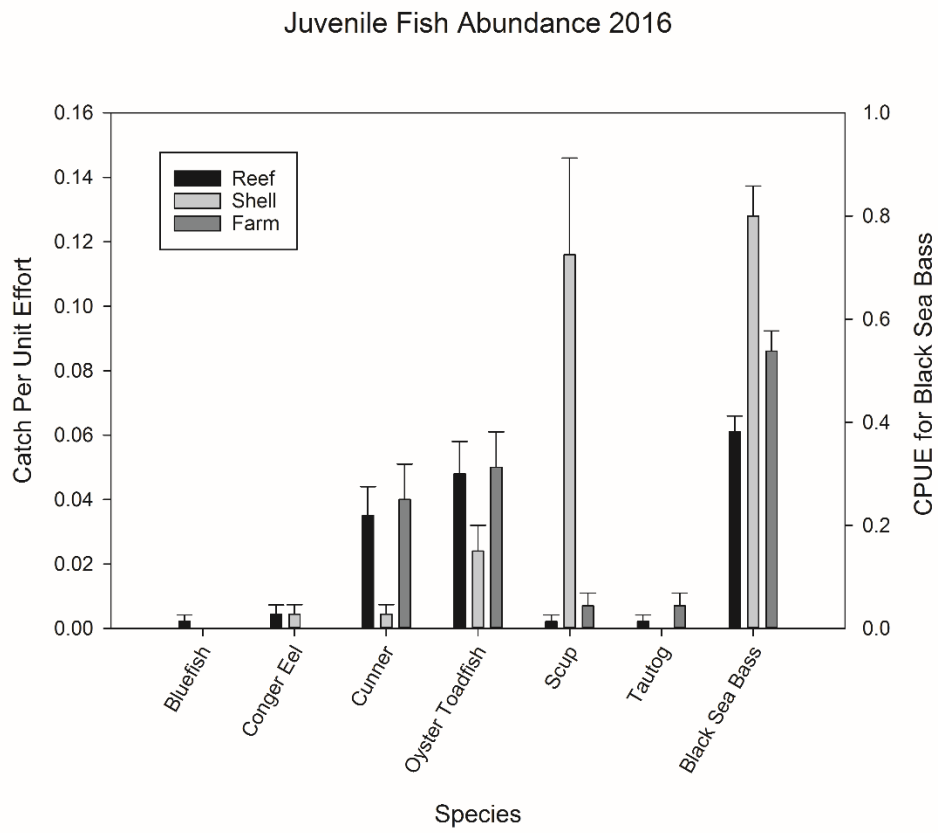 Juvenile Fish Abundance 2016
Reef
Shell
Farm
Catch Per Unit Effort
0.16
0.14
0.12
0.10
0.08
0.06
0.04
0.02
0.00
1.0
0.8
0.6
0.4
0.2
0.0
CPUE for Black Sea Bass
Bluefish
Conger Eel
Cunner
Oyster Toadfish
Scup
Tautog
Black Sea Bass
Species